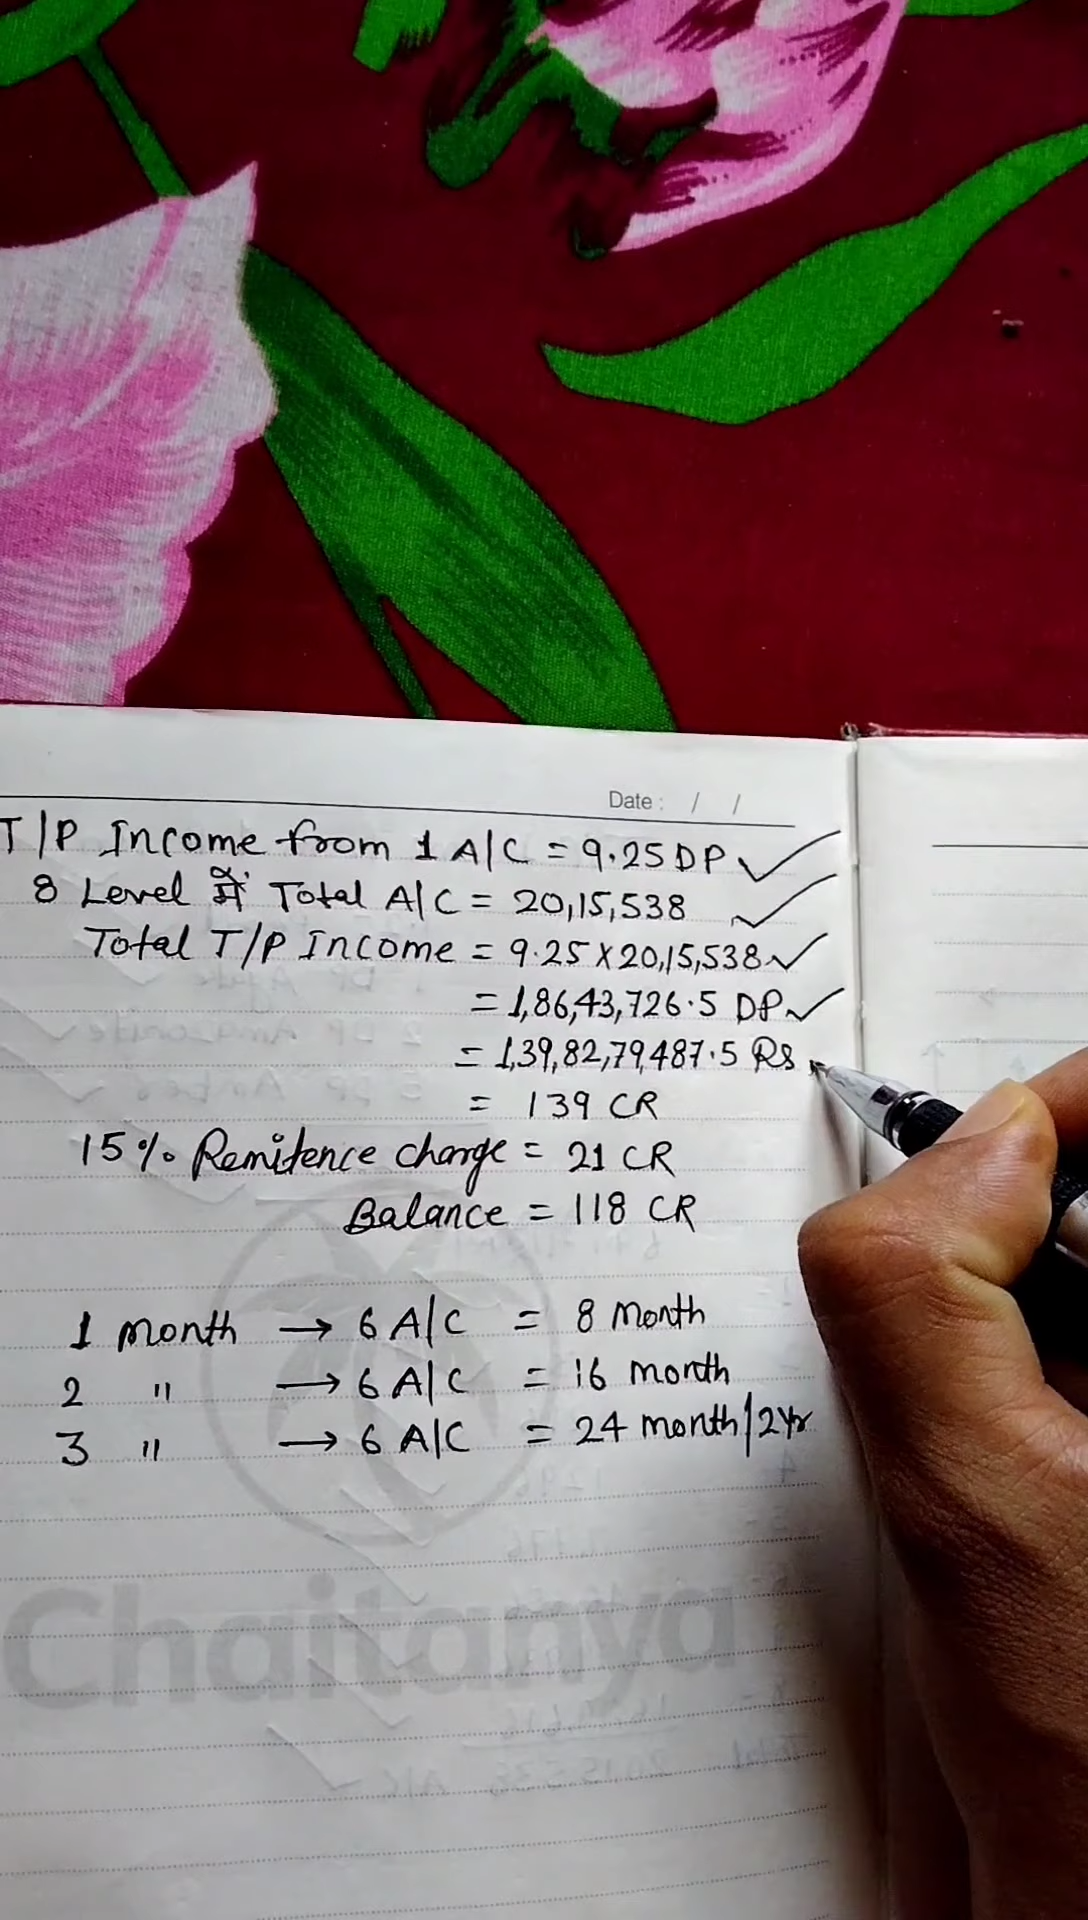 Date : / /
T/P Income from 1 A/C = 9.25 DP
8 Level में Total A/C = 20,15,538
Total T/P Income = 9.25 X 20,15,538
= 1,86,43,726.5 DP
= 1,39,82,79,487.5 Rs
= 139 CR
15% Remitence charge = 21 CR
Balance = 118 CR
1 month → 6 A/C = 8 Month
2 " → 6 A/C = 16 month
3 " → 6 A/C = 24 month/2 Yr
Chaitanya